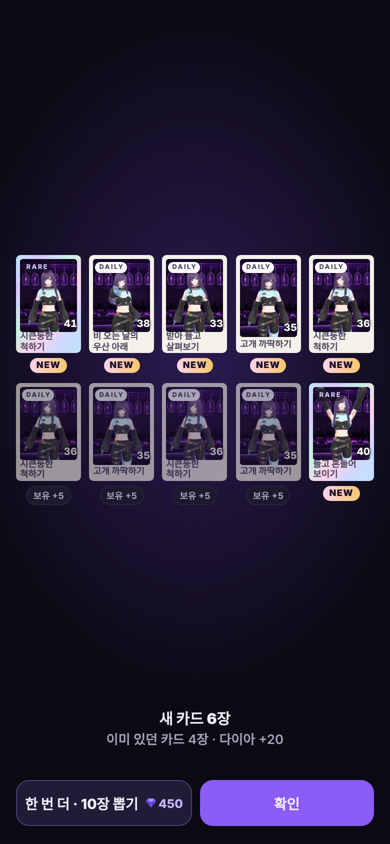 RARE
41
시큰둥한
척하기
NEW
DAILY
38
비 오는 날의
우산 아래
NEW
DAILY
33
받아 들고
살펴보기
NEW
DAILY
35
고개 까딱하기
NEW
DAILY
36
시큰둥한
척하기
NEW
DAILY
36
시큰둥한
척하기
보유 +5
DAILY
35
고개 까딱하기
보유 +5
DAILY
36
시큰둥한
척하기
보유 +5
DAILY
35
고개 까딱하기
보유 +5
RARE
40
들고 흔들어
보이기
NEW
새 카드 6장
이미 있던 카드 4장 · 다이아 +20
한 번 더 · 10장 뽑기 450
확인